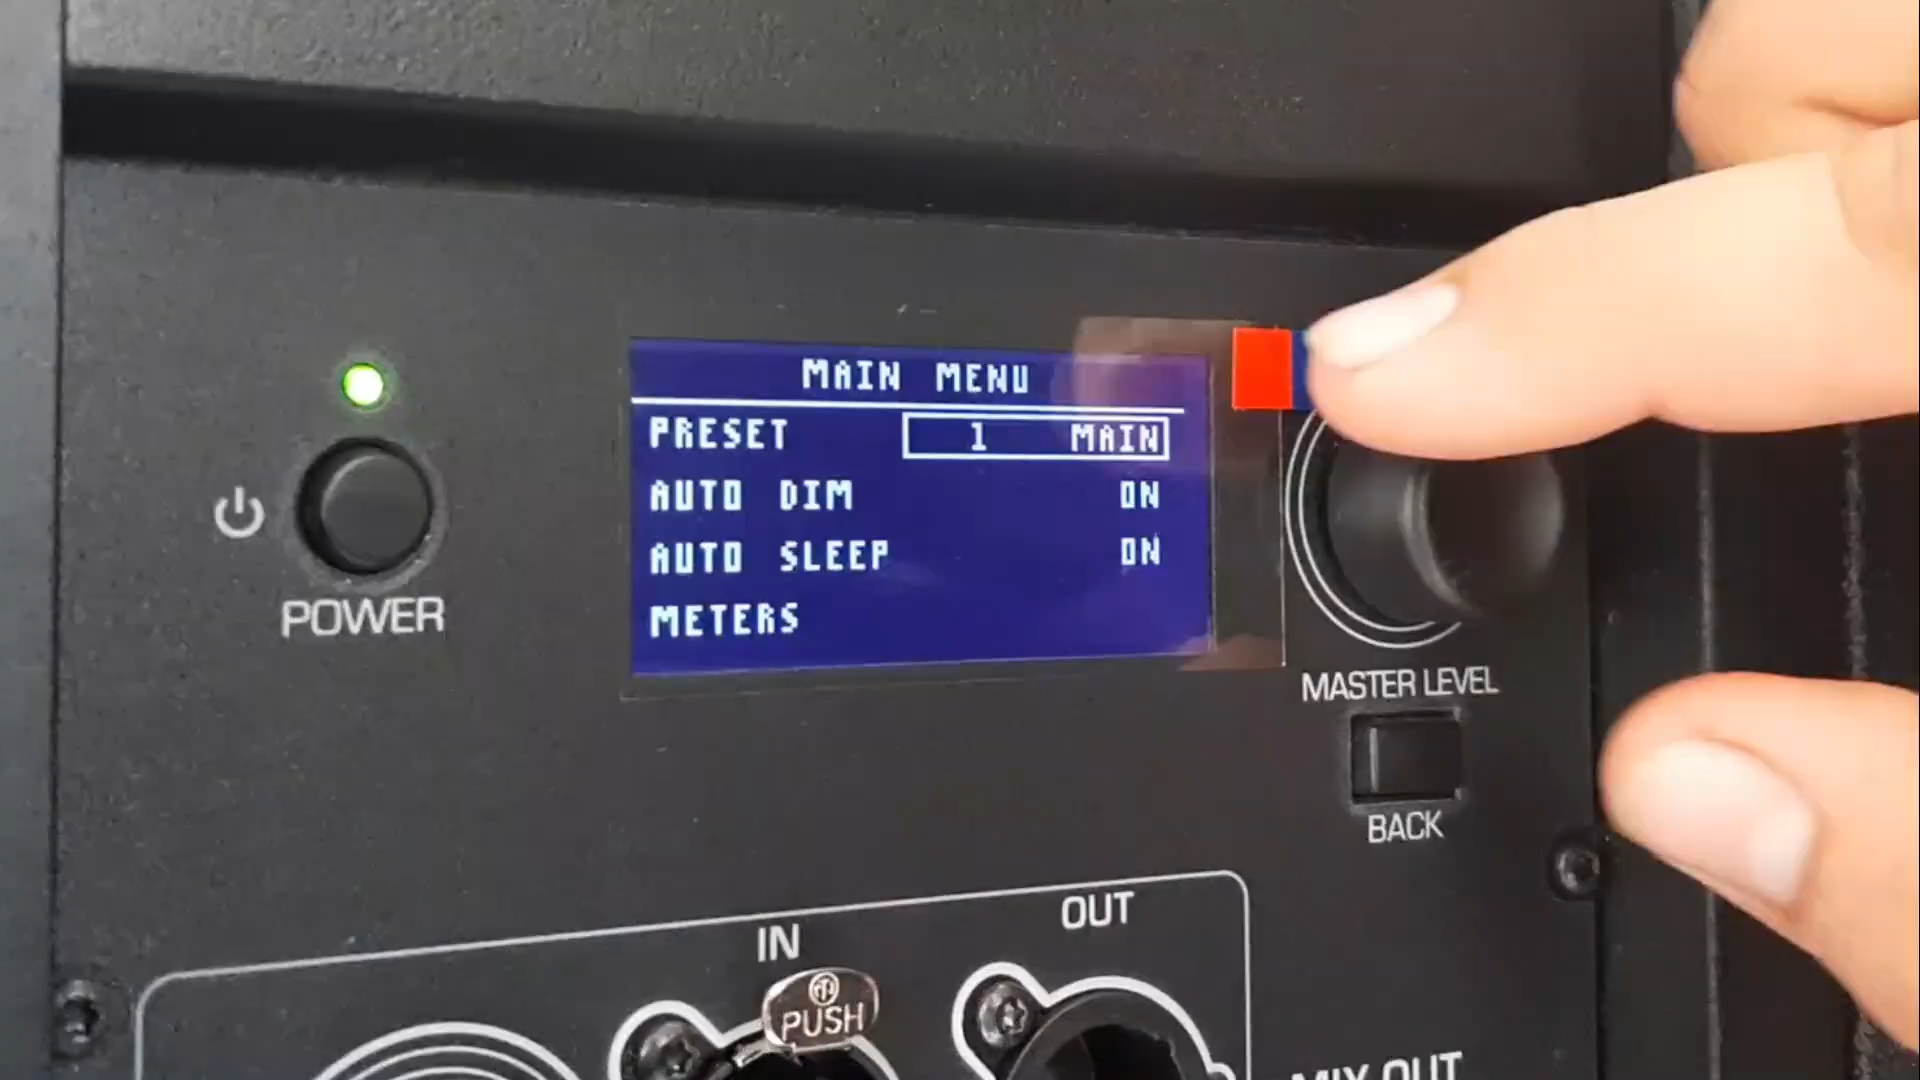 MAIN MENU
PRESET 1 MAIN
AUTO DIM ON
AUTO SLEEP ON
METERS
POWER
MASTER LEVEL
BACK
IN
OUT
PUSH
MIX OUT